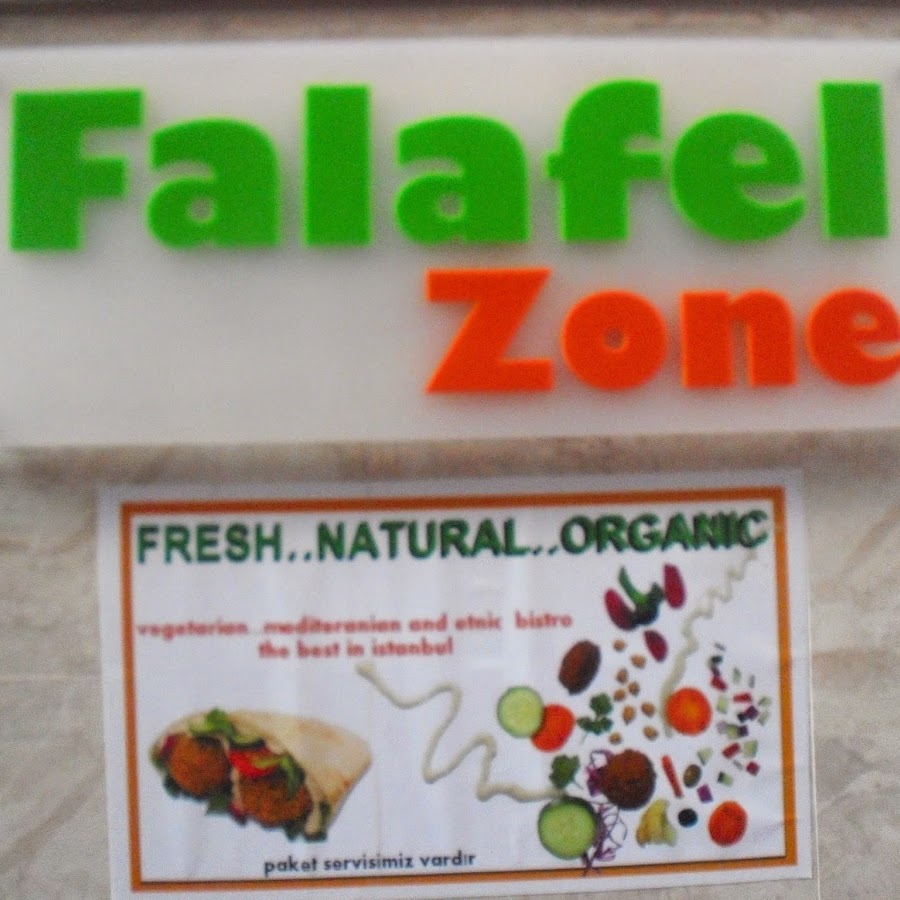 Falafel
Zone
FRESH..NATURAL..ORGANIC
vegetarian..mediteranian and etnic bistro
the best in istanbul
paket servisimiz vardır